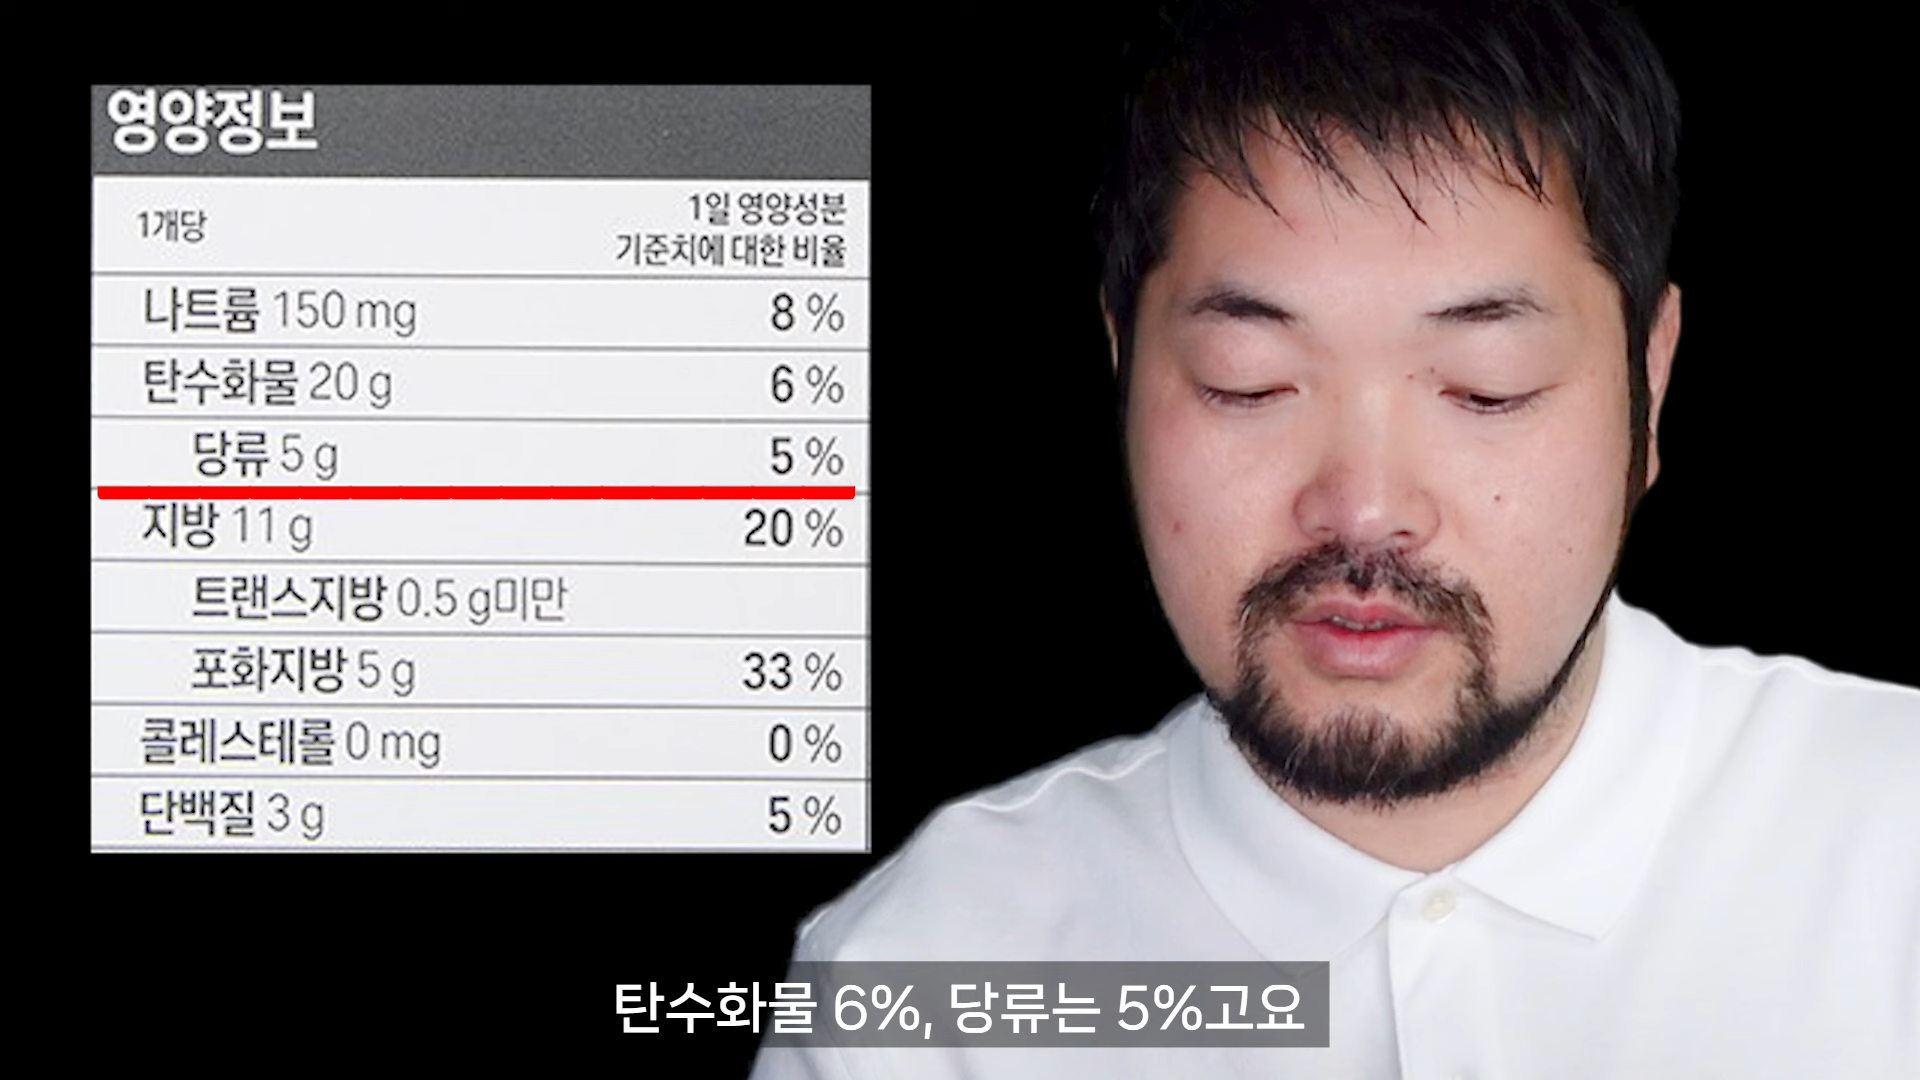 영양정보
1개당
1일 영양성분
기준치에 대한 비율
나트륨 150 mg 8 %
탄수화물 20 g 6 %
당류 5 g 5 %
지방 11 g 20 %
트랜스지방 0.5 g미만
포화지방 5 g 33 %
콜레스테롤 0 mg 0 %
단백질 3 g 5 %
탄수화물 6%, 당류는 5%고요